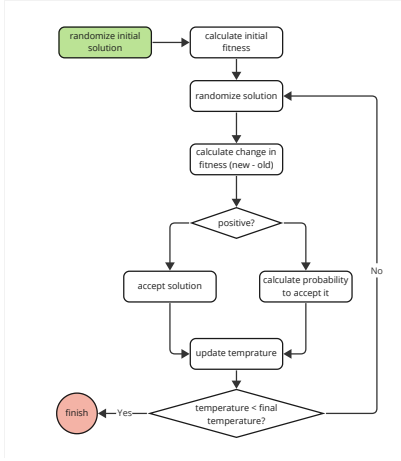 randomize initial
solution
calculate initial
fitness
randomize solution
calculate change in
fitness (new - old)
positive?
accept solution
calculate probability
to accept it
No
update temprature
temperature < final
temperature?
Yes
finish